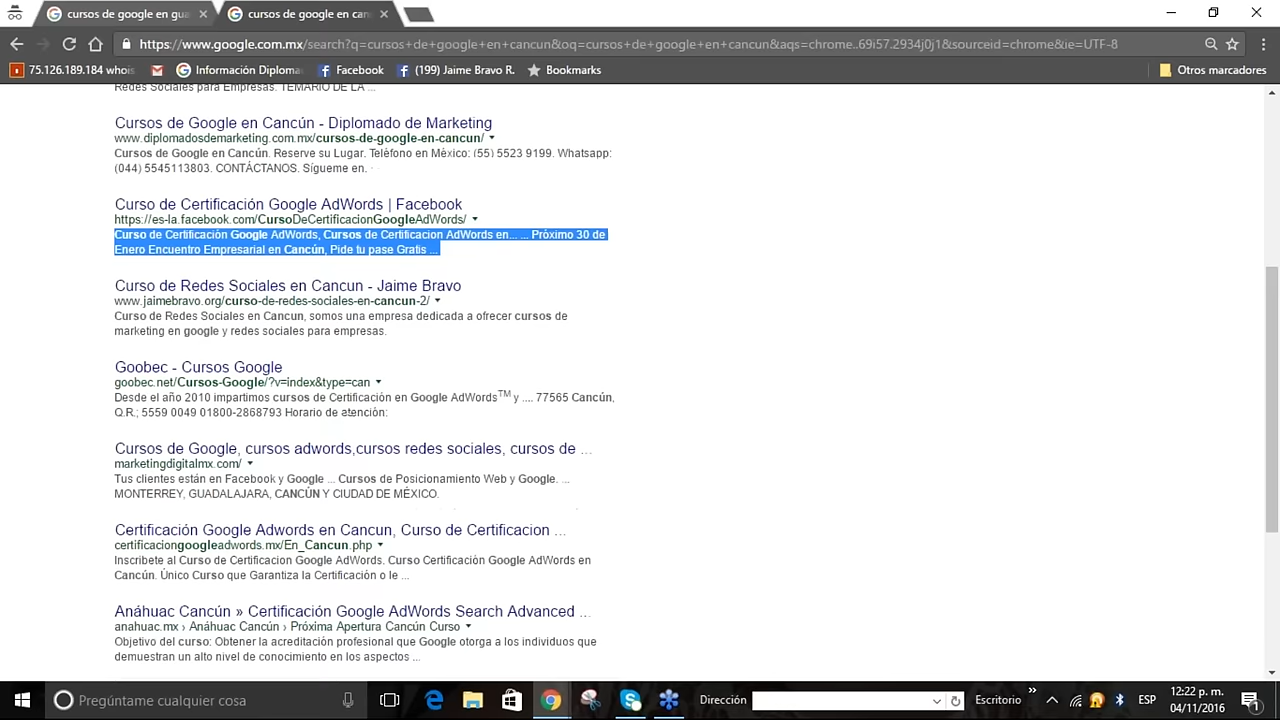 cursos de google en gua
cursos de google en can
https://www.google.com.mx/search?q=cursos+de+google+en+cancun&oq=cursos+de+google+en+cancun&aqs=chrome..69i57.2934j0j1&sourceid=chrome&ie=UTF-8
75.126.189.184 whois
Información Diploma
Facebook
(199) Jaime Bravo R.
Bookmarks
Otros marcadores
Redes Sociales para Empresas. TEMARIO DE LA ...
Cursos de Google en Cancún - Diplomado de Marketing
www.diplomadosdemarketing.com.mx/cursos-de-google-en-cancun/
Cursos de Google en Cancún. Reserve su Lugar. Teléfono en México: (55) 5523 9199. Whatsapp:
(044) 5545113803. CONTÁCTANOS. Sígueme en.
Curso de Certificación Google AdWords | Facebook
https://es-la.facebook.com/CursoDeCertificacionGoogleAdWords/
Curso de Certificación Google AdWords, Cursos de Certificacion AdWords en... ... Próximo 30 de
Enero Encuentro Empresarial en Cancún, Pide tu pase Gratis ...
Curso de Redes Sociales en Cancun - Jaime Bravo
www.jaimebravo.org/curso-de-redes-sociales-en-cancun-2/
Curso de Redes Sociales en Cancun, somos una empresa dedicada a ofrecer cursos de
marketing en google y redes sociales para empresas.
Goobec - Cursos Google
goobec.net/Cursos-Google/?v=index&type=can
Desde el año 2010 impartimos cursos de Certificación en Google AdWords™ y .... 77565 Cancún,
Q.R.; 5559 0049 01800-2868793 Horario de atención:
Cursos de Google, cursos adwords,cursos redes sociales, cursos de ...
marketingdigitalmx.com/
Tus clientes están en Facebook y Google ... Cursos de Posicionamiento Web y Google. ...
MONTERREY, GUADALAJARA, CANCÚN Y CIUDAD DE MÉXICO.
Certificación Google Adwords en Cancun, Curso de Certificacion ...
certificaciongoogleadwords.mx/En_Cancun.php
Inscribete al Curso de Certificacion Google AdWords. Curso Certificación Google AdWords en
Cancún. Único Curso que Garantiza la Certificación o le ...
Anáhuac Cancún » Certificación Google AdWords Search Advanced ...
anahuac.mx › Anáhuac Cancún › Próxima Apertura Cancún Curso
Objetivo del curso: Obtener la acreditación profesional que Google otorga a los individuos que
demuestran un alto nivel de conocimiento en los aspectos ...
Pregúntame cualquier cosa
Dirección
Escritorio
ESP
12:22 p. m.
04/11/2016